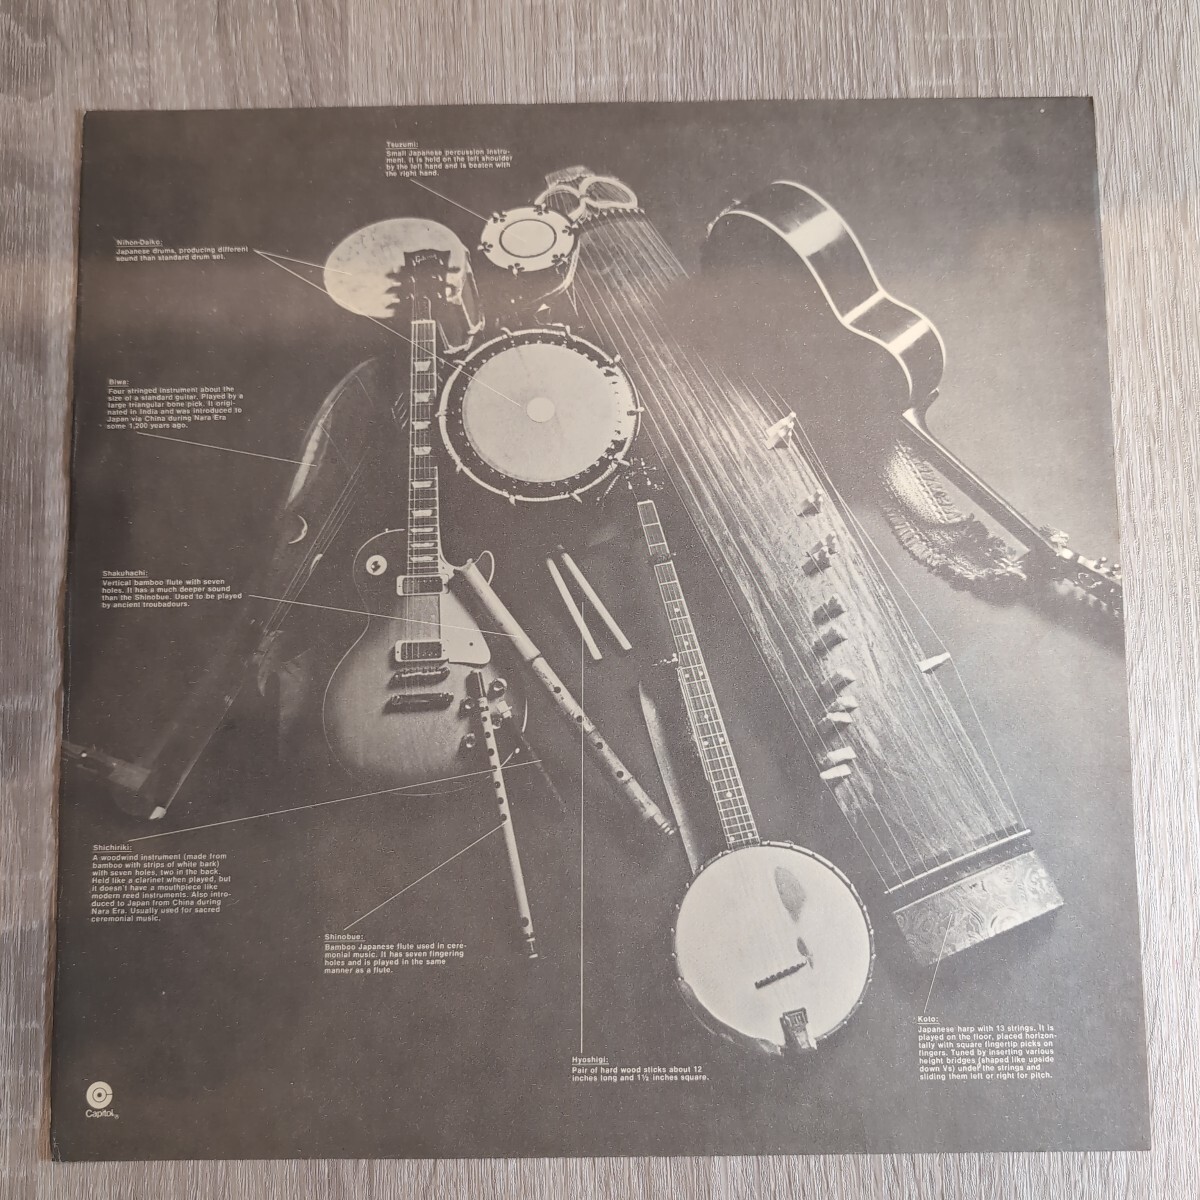 Tsuzumi:
Small Japanese percussion instru-
ment. It is held on the left shoulder
by the left hand and is beaten with
the right hand.
Nihon-Daiko:
Japanese drums, producing different
sound than standard drum set.
Gibson
Biwa:
Four stringed instrument about the
size of a standard guitar. Played by a
large triangular bone pick. It origi-
nated in India and was introduced to
Japan via China during Nara Era
some 1,200 years ago.
Shakuhachi:
Vertical bamboo flute with seven
holes. It has a much deeper sound
than the Shinobue. Used to be played
by ancient troubadours.
Shichiriki:
A woodwind instrument (made from
bamboo with strips of white back)
with seven holes, two in the back.
Held like a clarinet when played, but
it doesn't have a mouthpiece like
modern reed instruments. Also intro-
duced to Japan from China during
Nara Era. Usually used for sacred
ceremonial music.
Shinobue:
Bamboo Japanese flute used in cere-
monial music. It has seven fingering
holes and is played in the same
manner as a flute.
Hyoshigi:
Pair of hard wood sticks about 12
inches long and 1½ inches square.
Koto:
Japanese harp with 13 strings. It is
played on the floor, placed horizon-
tally with square fingertip picks on
fingers. Tuned by inserting various
height bridges (shaped like upside
down Vs) under the strings and
sliding them left or right for pitch.
Capitol®